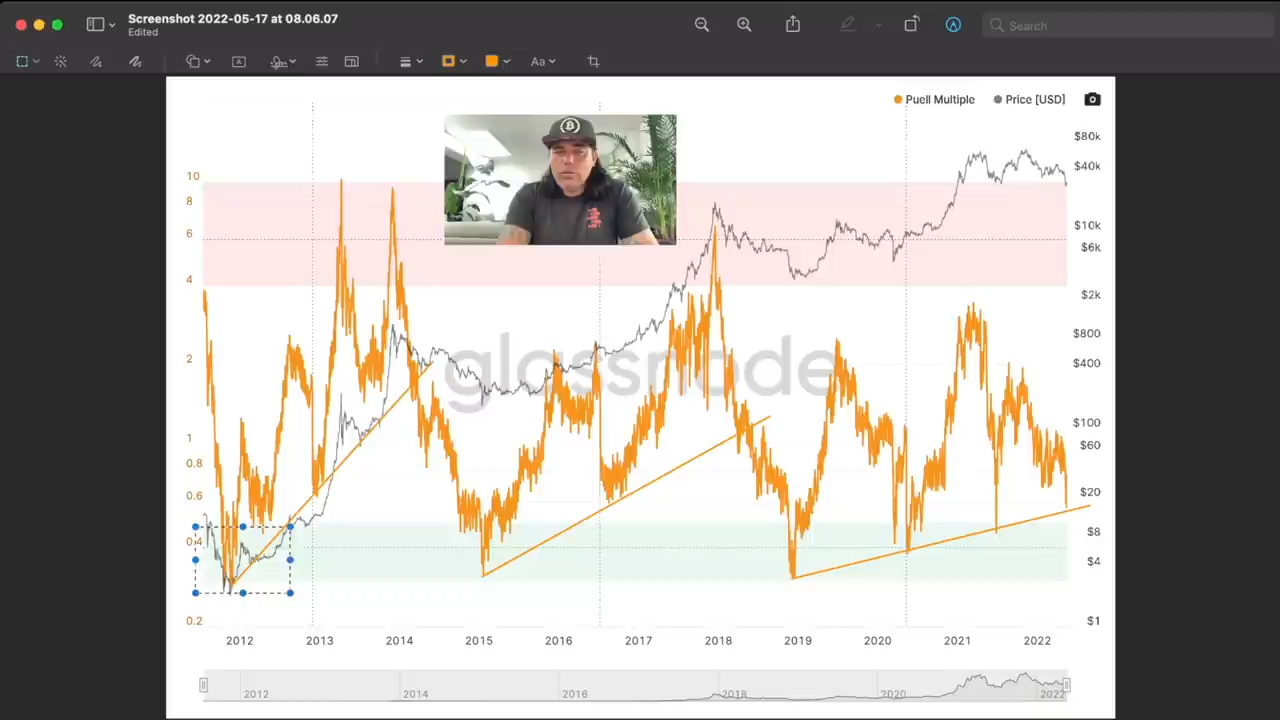 Screenshot 2022-05-17 at 08.06.07
Edited
Search
A
Aa
Puell Multiple
Price [USD]
10
8
6
4
2
1
0.8
0.6
0.4
0.2
$80k
$40k
$10k
$6k
$2k
$800
$400
$100
$60
$20
$8
$4
$1
glassnode
2012 2013 2014 2015 2016 2017 2018 2019 2020 2021 2022
2012 2014 2016 2018 2020 2022